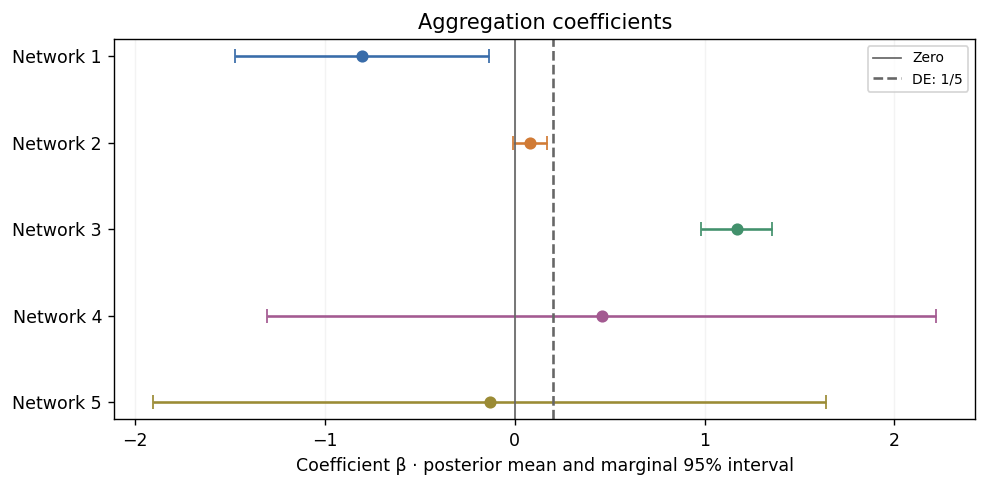 Aggregation coefficients
Network 1
Network 2
Network 3
Network 4
Network 5
Zero
DE: 1/5
−2
−1
0
1
2
Coefficient β · posterior mean and marginal 95% interval